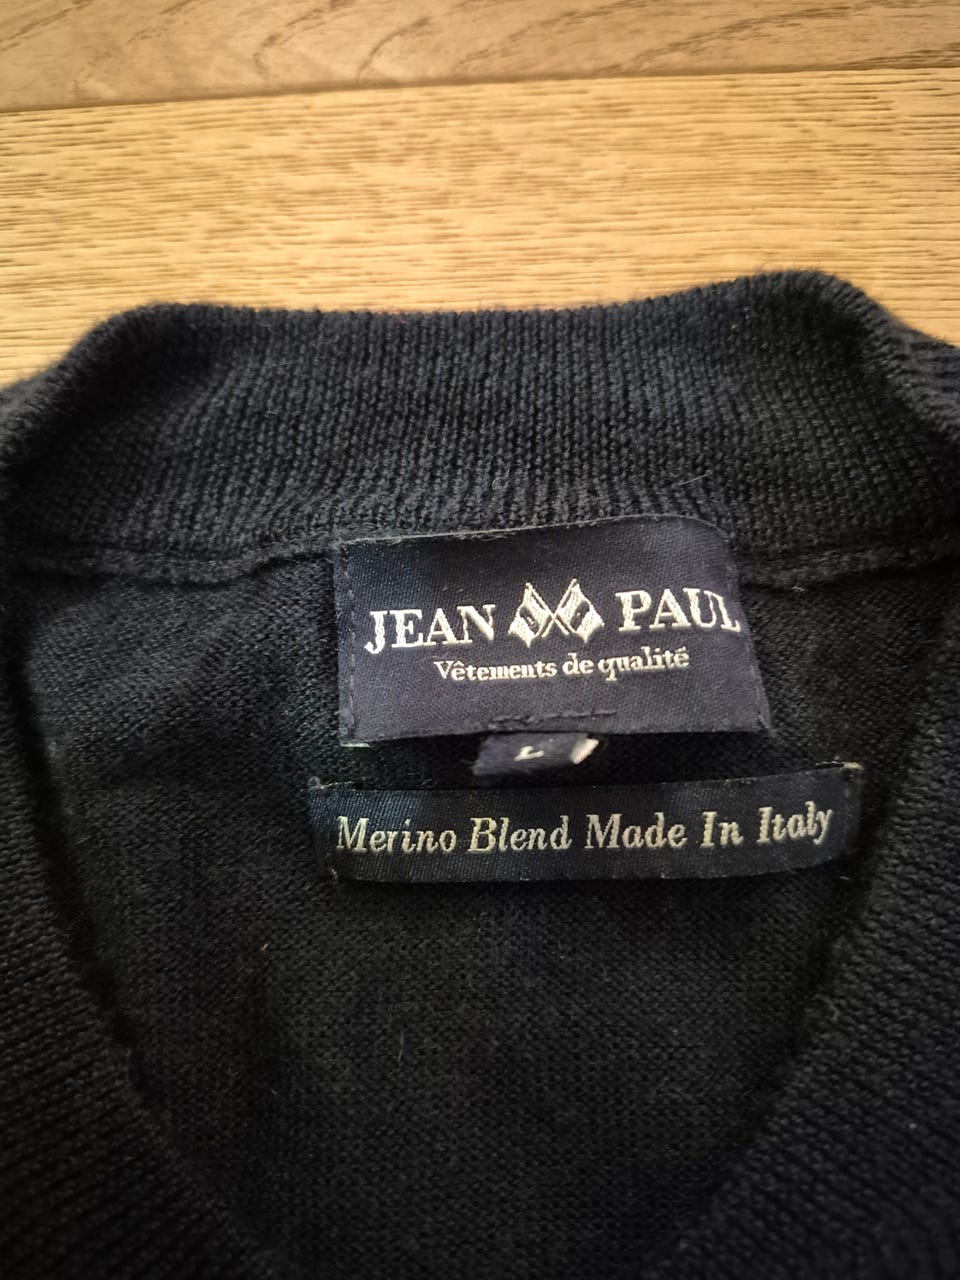 JEAN PAUL
Vêtements de qualité
L
Merino Blend Made In Italy